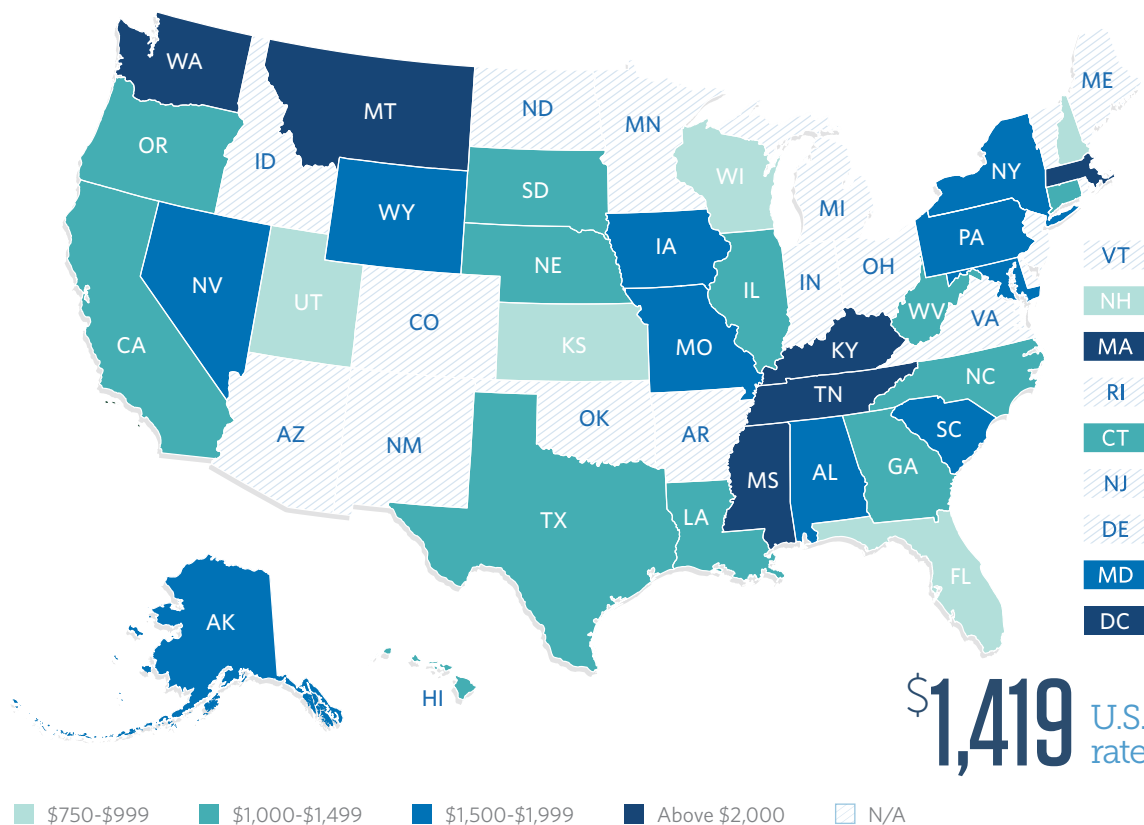 WA
MT
ND
MN
ME
OR
ID
SD
WI
NY
WY
MI
IA
PA
NE
NV
IL
IN
OH
UT
CO
WV
VA
KS
MO
KY
CA
NC
TN
AZ
NM
OK
AR
SC
MS
AL
GA
TX
LA
FL
AK
HI
VT
NH
MA
RI
CT
NJ
DE
MD
DC
$1,419 U.S.
rate
$750-$999 $1,000-$1,499 $1,500-$1,999 Above $2,000 N/A